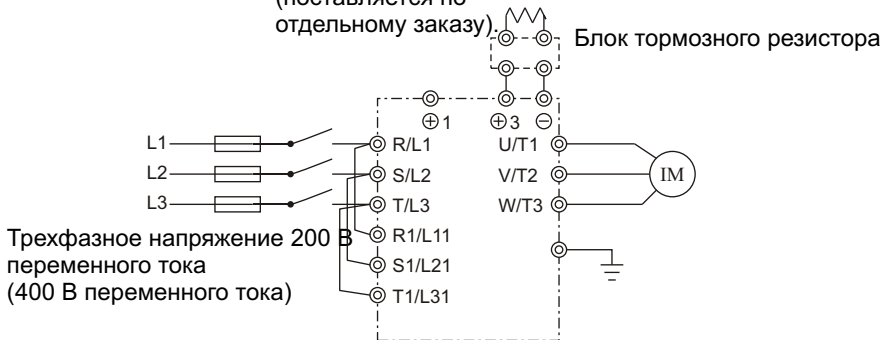 (поставляется по
отдельному заказу).
Блок тормозного резистора
⊕1 ⊕3 ⊖
L1 R/L1 U/T1
L2 S/L2 V/T2 IM
L3 T/L3 W/T3
R1/L11
S1/L21
T1/L31
Трехфазное напряжение 200 В
переменного тока
(400 В переменного тока)